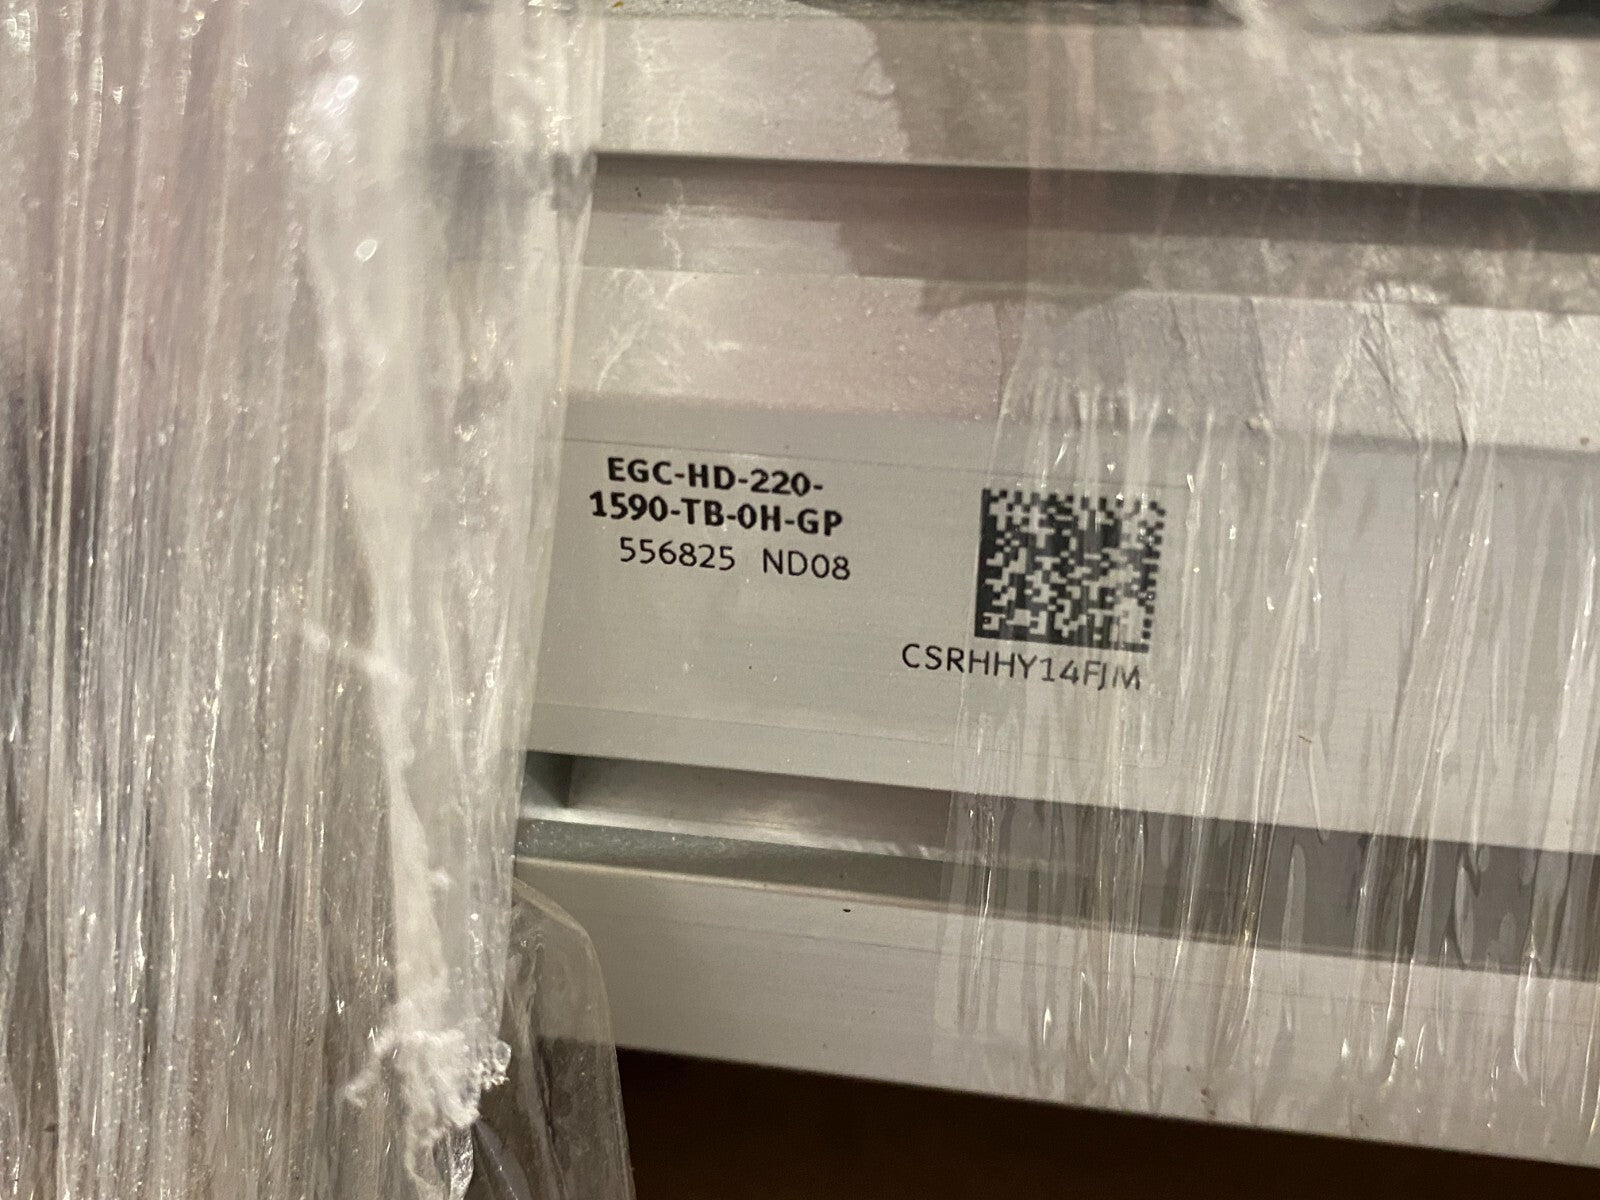 EGC-HD-220-
1590-TB-0H-GP
556825 ND08
CSRHHY14FJM